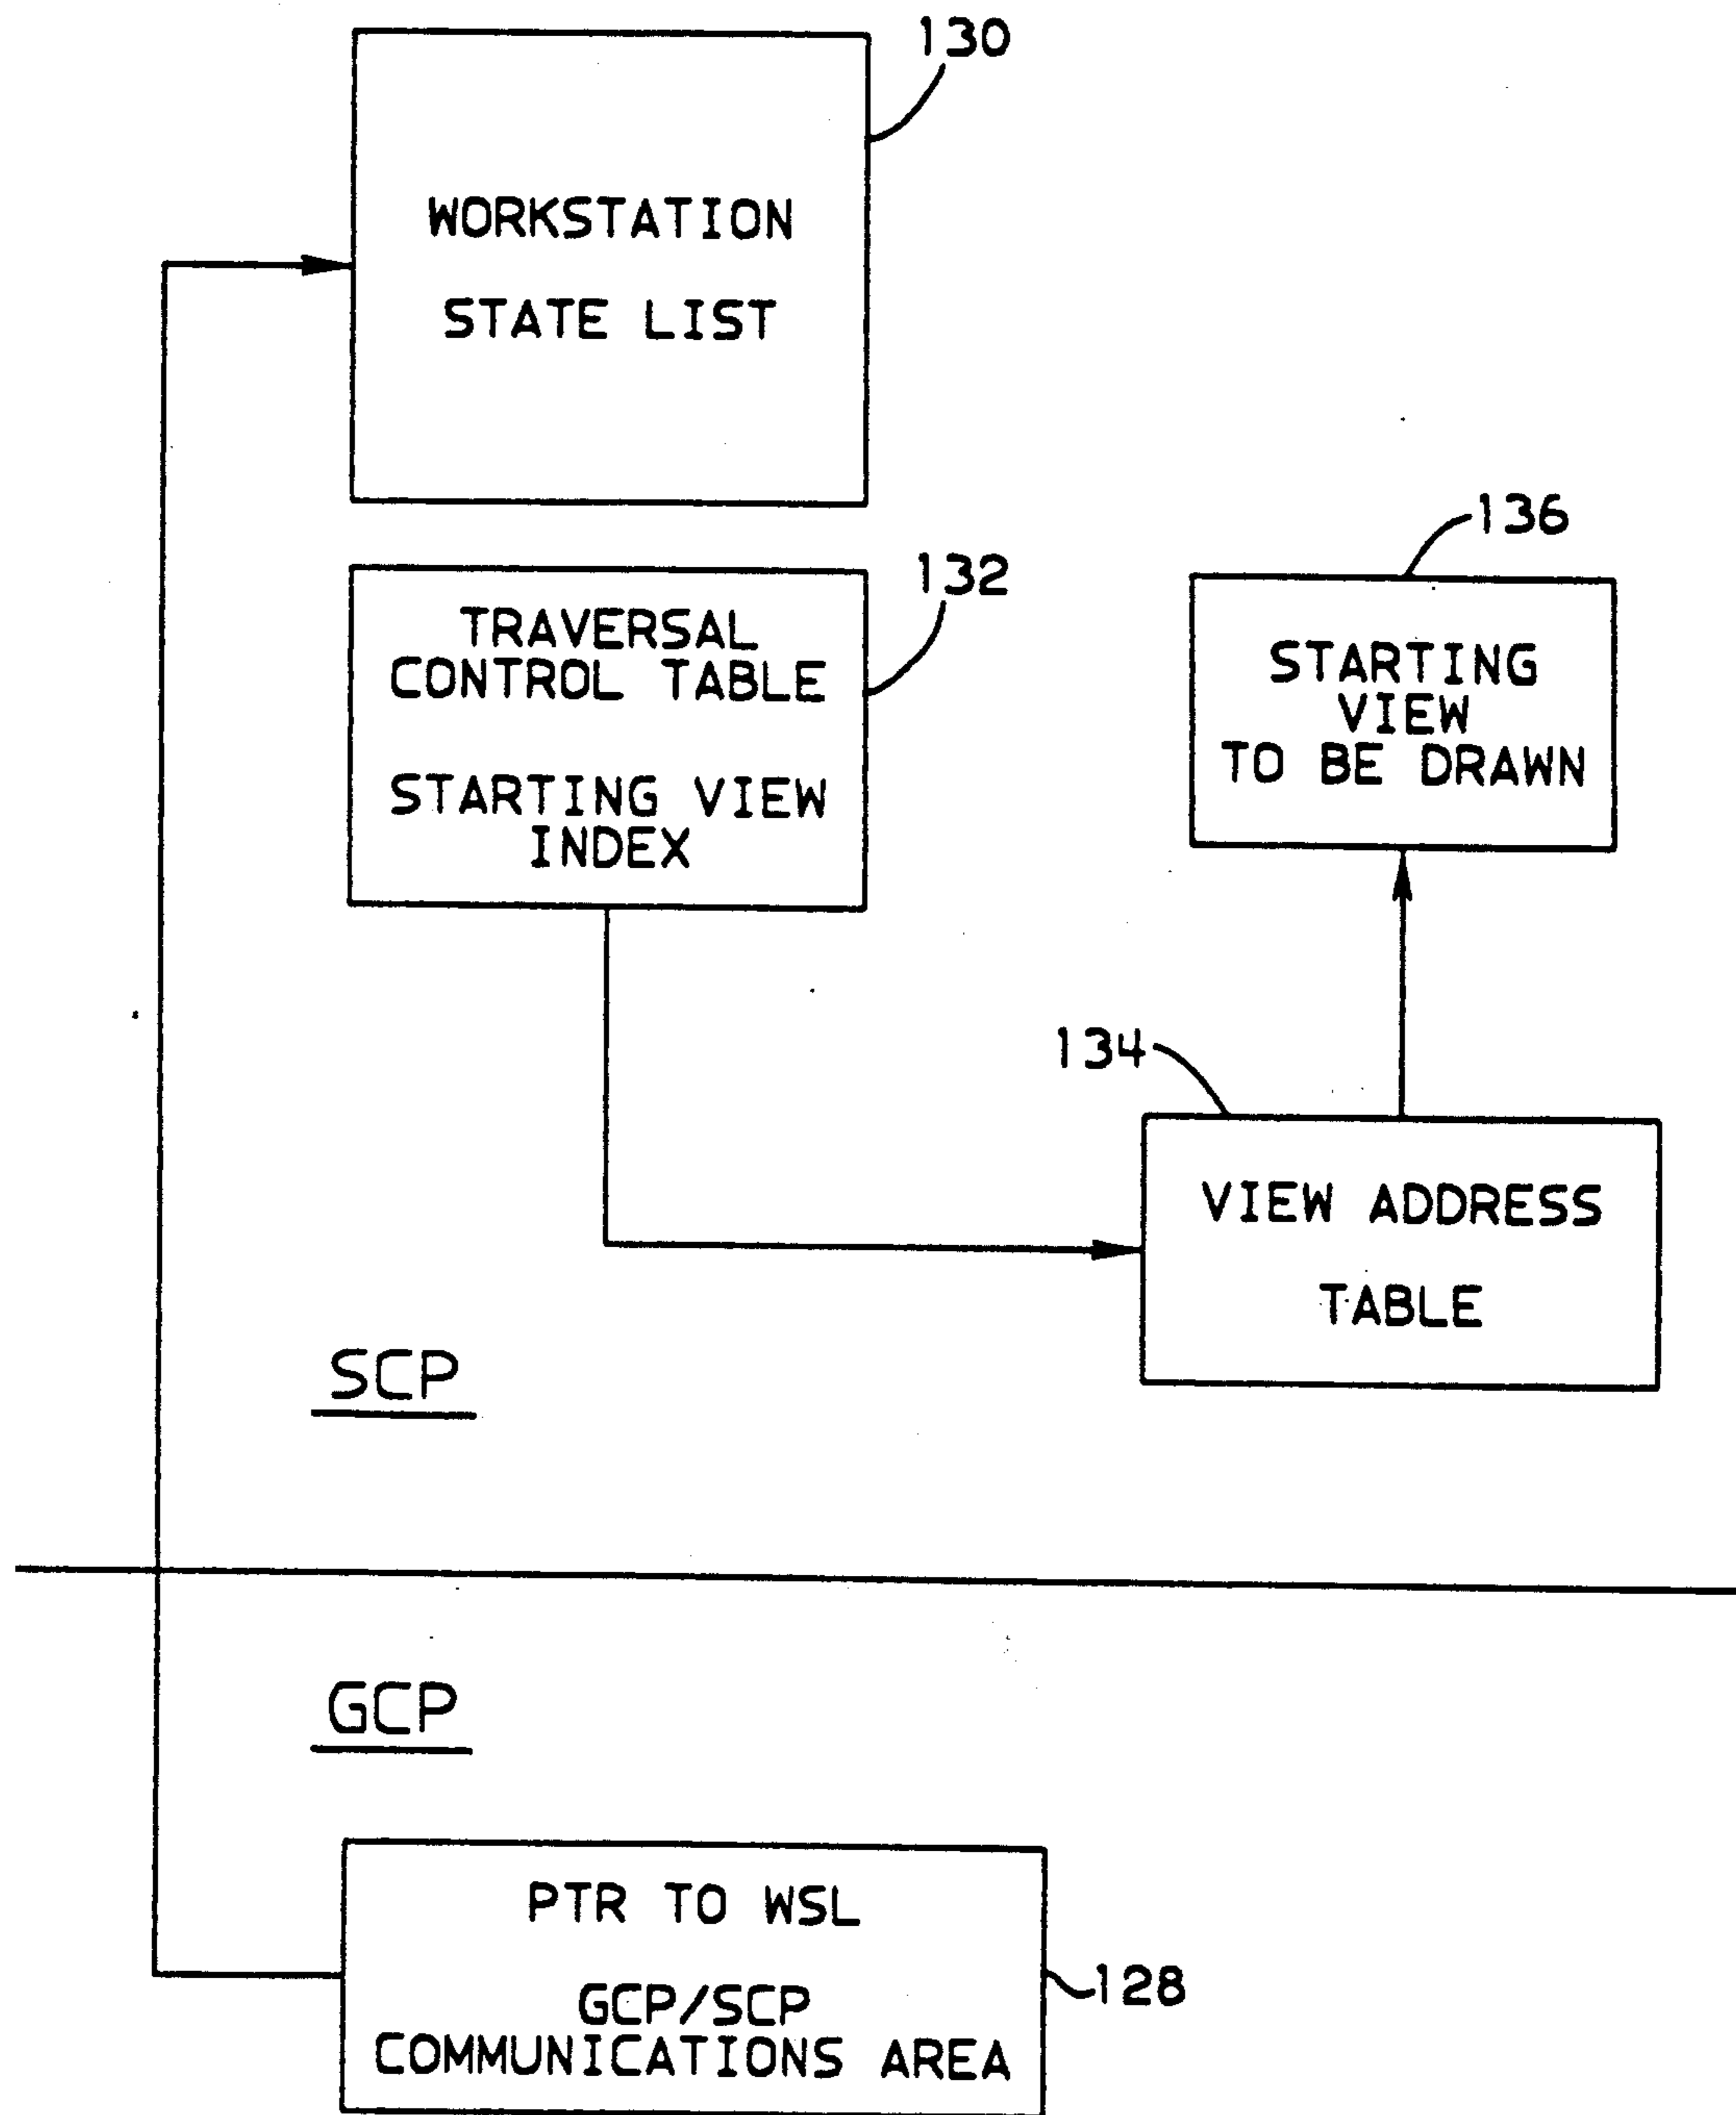 130
WORKSTATION
STATE LIST
136
132
TRAVERSAL
CONTROL TABLE
STARTING VIEW
INDEX
STARTING
VIEW
TO BE DRAWN
134
VIEW ADDRESS
TABLE
SCP
GCP
PTR TO WSL
GCP/SCP
COMMUNICATIONS AREA
128